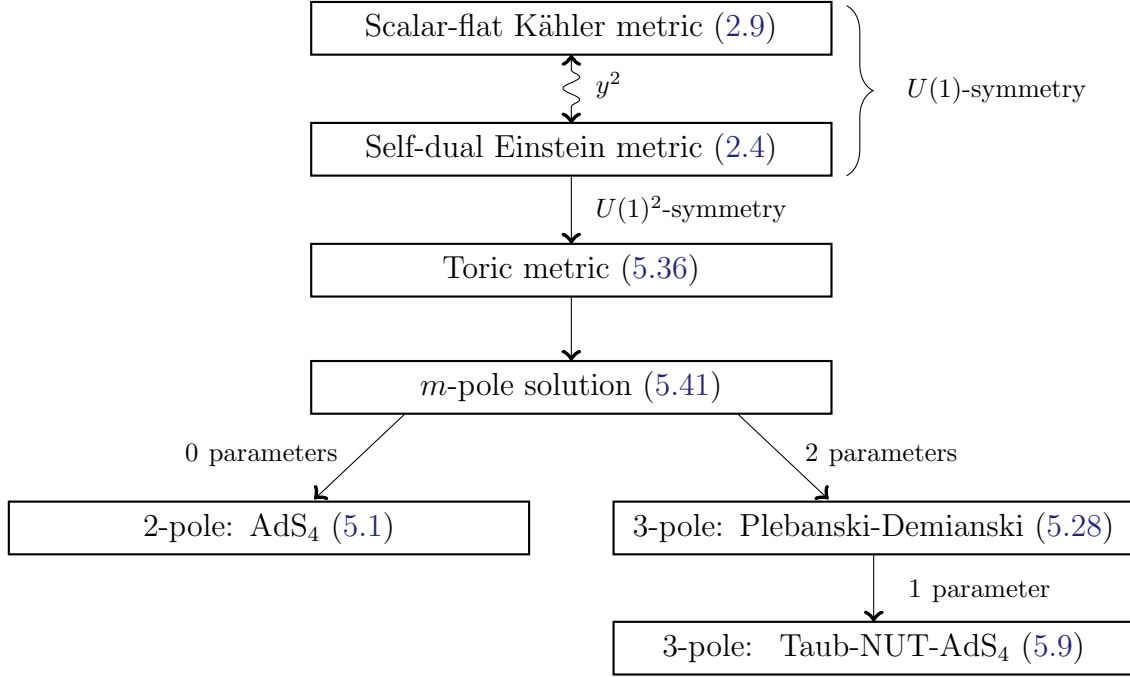 Scalar-flat Kähler metric (2.9)
y²
U(1)-symmetry
Self-dual Einstein metric (2.4)
U(1)²-symmetry
Toric metric (5.36)
m-pole solution (5.41)
0 parameters
2 parameters
2-pole: AdS₄ (5.1)
3-pole: Plebanski-Demianski (5.28)
1 parameter
3-pole: Taub-NUT-AdS₄ (5.9)